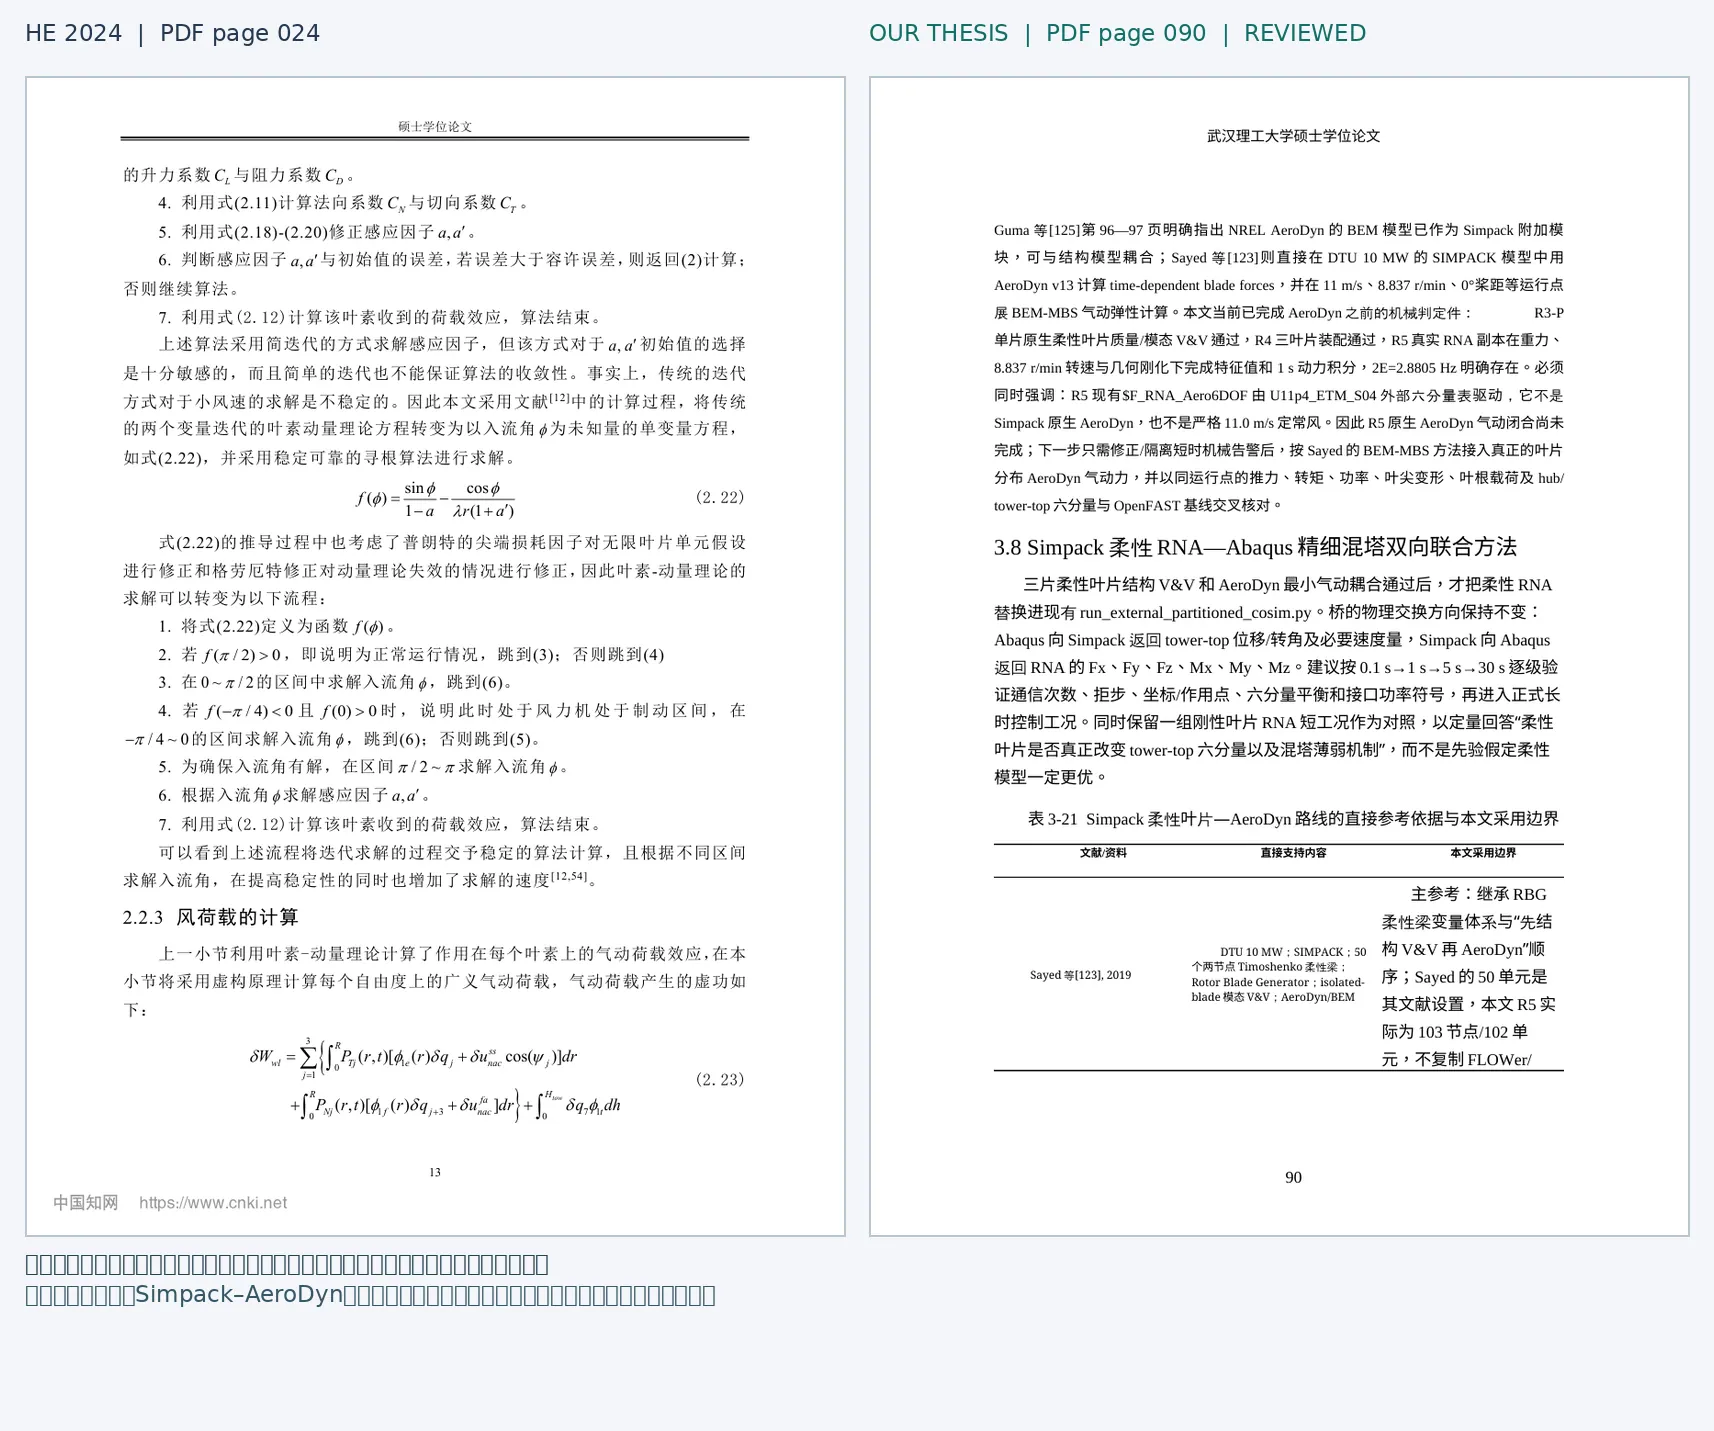 HE 2024 | PDF page 024
硕士学位论文
的升力系数 C_L 与阻力系数 C_D 。
4. 利用式(2.11)计算法向系数 C_N 与切向系数 C_T 。
5. 利用式(2.18)-(2.20)修正感应因子 a,a′。
6. 判断感应因子 a,a′与初始值的误差,若误差大于容许误差,则返回(2)计算;
否则继续算法。
7. 利用式(2.12)计算该叶素收到的荷载效应，算法结束。
上述算法采用简迭代的方式求解感应因子，但该方式对于 a,a′初始值的选择
是十分敏感的，而且简单的迭代也不能保证算法的收敛性。事实上，传统的迭代
方式对于小风速的求解是不稳定的。因此本文采用文献[12]中的计算过程，将传统
的两个变量迭代的叶素动量理论方程转变为以入流角ϕ为未知量的单变量方程，
如式(2.22)，并采用稳定可靠的寻根算法进行求解。
f(ϕ) = sinϕ/(1−a) − cosϕ/(λr(1+a′)) (2.22)
式(2.22)的推导过程中也考虑了普朗特的尖端损耗因子对无限叶片单元假设
进行修正和格劳厄特修正对动量理论失效的情况进行修正,因此叶素-动量理论的
求解可以转变为以下流程：
1. 将式(2.22)定义为函数 f(ϕ)。
2. 若 f(π/2)>0，即说明为正常运行情况，跳到(3)；否则跳到(4)
3. 在0~π/2的区间中求解入流角ϕ，跳到(6)。
4. 若 f(−π/4)<0 且 f(0)>0时，说明此时处于风力机处于制动区间，在
−π/4~0的区间求解入流角ϕ，跳到(6)；否则跳到(5)。
5. 为确保入流角有解，在区间 π/2~π 求解入流角ϕ。
6. 根据入流角ϕ求解感应因子 a,a′。
7. 利用式(2.12)计算该叶素收到的荷载效应，算法结束。
可以看到上述流程将迭代求解的过程交予稳定的算法计算，且根据不同区间
求解入流角，在提高稳定性的同时也增加了求解的速度[12,54]。
2.2.3 风荷载的计算
上一小节利用叶素-动量理论计算了作用在每个叶素上的气动荷载效应,在本
小节将采用虚构原理计算每个自由度上的广义气动荷载，气动荷载产生的虚功如
下：
δW_wl = ∑_{j=1}^{3} { ∫_0^R P_Tj(r,t)[ϕ_1e(r)δq_j + δu_nac^ss cos(ψ_j)]dr
+ ∫_0^R P_Nj(r,t)[ϕ_1f(r)δq_{j+3} + δu_nac^fa]dr } + ∫_0^{H_tow} δq_7ϕ_1t dh (2.23)
13
中国知网 https://www.cnki.net
OUR THESIS | PDF page 090 | REVIEWED
武汉理工大学硕士学位论文
Guma 等[125]第 96—97 页明确指出 NREL AeroDyn 的 BEM 模型已作为 Simpack 附加模
块，可与结构模型耦合；Sayed 等[123]则直接在 DTU 10 MW 的 SIMPACK 模型中用
AeroDyn v13 计算 time-dependent blade forces，并在 11 m/s、8.837 r/min、0°桨距等运行点
展 BEM-MBS 气动弹性计算。本文当前已完成 AeroDyn 之前的机械判定件： R3-P
单片原生柔性叶片质量/模态 V&V 通过，R4 三叶片装配通过，R5 真实 RNA 副本在重力、
8.837 r/min 转速与几何刚化下完成特征值和 1 s 动力积分，2E=2.8805 Hz 明确存在。必须
同时强调：R5 现有$F_RNA_Aero6DOF 由 U11p4_ETM_S04 外部六分量表驱动，它不是
Simpack 原生 AeroDyn，也不是严格 11.0 m/s 定常风。因此 R5 原生 AeroDyn 气动闭合尚未
完成；下一步只需修正/隔离短时机械告警后，按 Sayed 的 BEM-MBS 方法接入真正的叶片
分布 AeroDyn 气动力，并以同运行点的推力、转矩、功率、叶尖变形、叶根载荷及 hub/
tower-top 六分量与 OpenFAST 基线交叉核对。
3.8 Simpack 柔性 RNA—Abaqus 精细混塔双向联合方法
三片柔性叶片结构 V&V 和 AeroDyn 最小气动耦合通过后，才把柔性 RNA
替换进现有 run_external_partitioned_cosim.py。桥的物理交换方向保持不变：
Abaqus 向 Simpack 返回 tower-top 位移/转角及必要速度量，Simpack 向 Abaqus
返回 RNA 的 Fx、Fy、Fz、Mx、My、Mz。建议按 0.1 s→1 s→5 s→30 s 逐级验
证通信次数、拒步、坐标/作用点、六分量平衡和接口功率符号，再进入正式长
时控制工况。同时保留一组刚性叶片 RNA 短工况作为对照，以定量回答“柔性
叶片是否真正改变 tower-top 六分量以及混塔薄弱机制”，而不是先验假定柔性
模型一定更优。
表 3-21 Simpack 柔性叶片—AeroDyn 路线的直接参考依据与本文采用边界
文献/资料 直接支持内容 本文采用边界
Sayed 等[123], 2019
DTU 10 MW；SIMPACK；50
个两节点 Timoshenko 柔性梁；
Rotor Blade Generator；isolated-
blade 模态 V&V；AeroDyn/BEM
主参考：继承 RBG
柔性梁变量体系与“先结
构 V&V 再 AeroDyn”顺
序；Sayed 的 50 单元是
其文献设置，本文 R5 实
际为 103 节点/102 单
元，不复制 FLOWer/
90
Simpack–AeroDyn